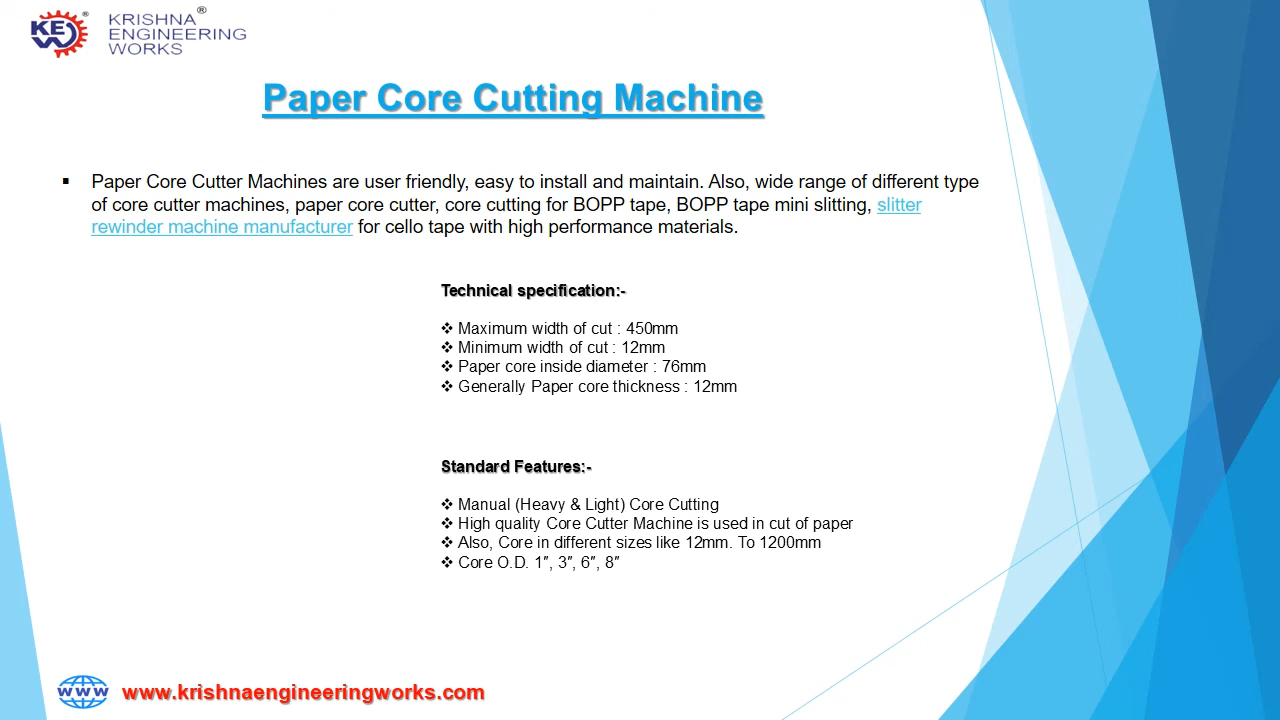 KEW®
KRISHNA®
ENGINEERING
WORKS
Paper Core Cutting Machine
▪ Paper Core Cutter Machines are user friendly, easy to install and maintain. Also, wide range of different type
of core cutter machines, paper core cutter, core cutting for BOPP tape, BOPP tape mini slitting, slitter
rewinder machine manufacturer for cello tape with high performance materials.
Technical specification:-
❖ Maximum width of cut : 450mm
❖ Minimum width of cut : 12mm
❖ Paper core inside diameter : 76mm
❖ Generally Paper core thickness : 12mm
Standard Features:-
❖ Manual (Heavy & Light) Core Cutting
❖ High quality Core Cutter Machine is used in cut of paper
❖ Also, Core in different sizes like 12mm. To 1200mm
❖ Core O.D. 1″, 3″, 6″, 8″
www www.krishnaengineeringworks.com